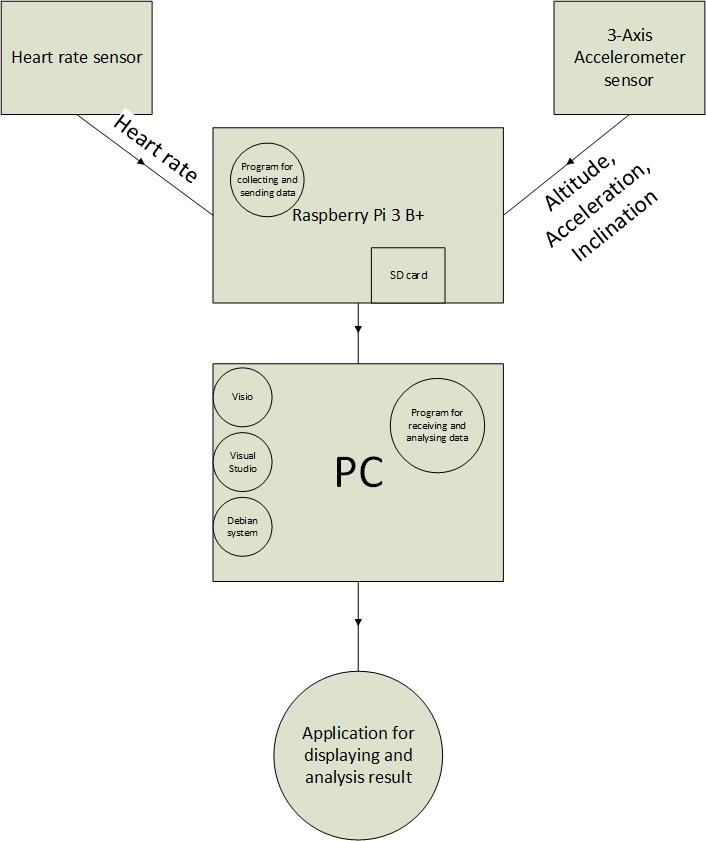 Heart rate sensor
3-Axis
Accelerometer
sensor
Heart rate
Altitude,
Acceleration,
Inclination
Program for
collecting and
sending data
Raspberry Pi 3 B+
SD card
Visio
Program for
receiving and
analysing data
Visual
Studio
PC
Debian
system
Application for
displaying and
analysis result